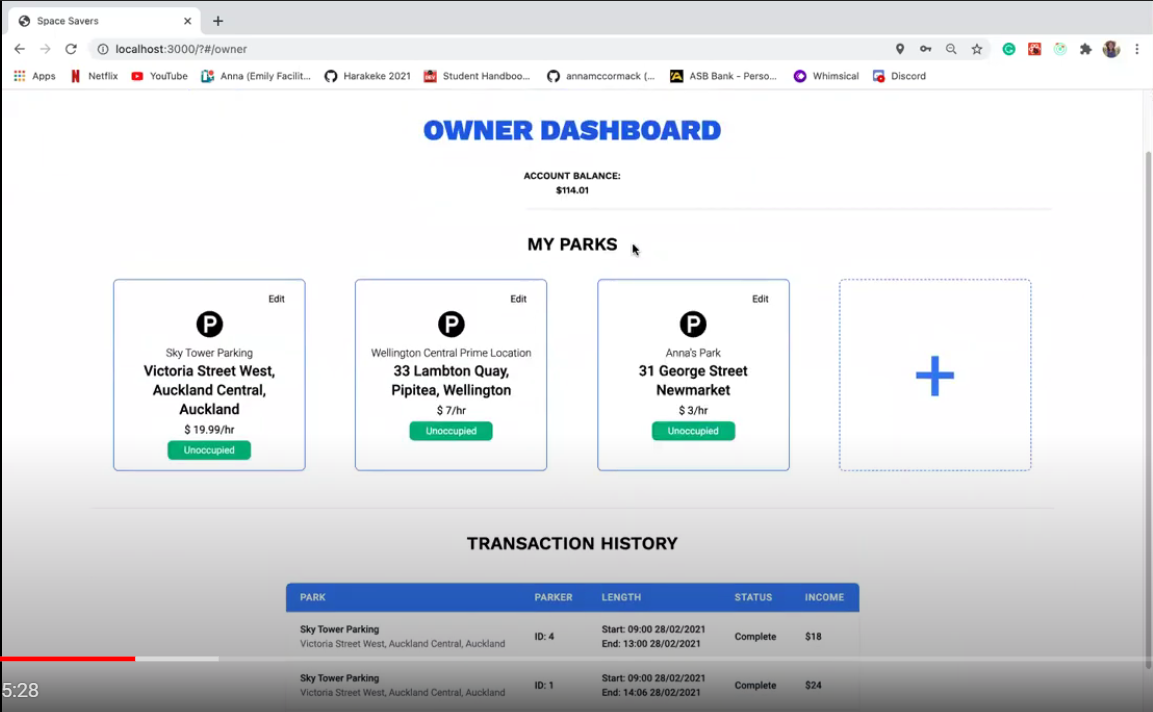 Space Savers
localhost:3000/?#/owner
Apps Netflix YouTube Anna (Emily Facilit... Harakeke 2021 Student Handboo... annamccormack (... ASB Bank - Perso... Whimsical Discord
OWNER DASHBOARD
ACCOUNT BALANCE:
$114.01
MY PARKS
Edit
P
Sky Tower Parking
Victoria Street West,
Auckland Central,
Auckland
$ 19.99/hr
Unoccupied
Edit
P
Wellington Central Prime Location
33 Lambton Quay,
Pipitea, Wellington
$ 7/hr
Unoccupied
Edit
P
Anna's Park
31 George Street
Newmarket
$ 3/hr
Unoccupied
+
TRANSACTION HISTORY
PARK PARKER LENGTH STATUS INCOME
Sky Tower Parking
Victoria Street West, Auckland Central, Auckland
ID: 4
Start: 09:00 28/02/2021
End: 13:00 28/02/2021
Complete
$18
Sky Tower Parking
Victoria Street West, Auckland Central, Auckland
ID: 1
Start: 09:00 28/02/2021
End: 14:06 28/02/2021
Complete
$24
5:28